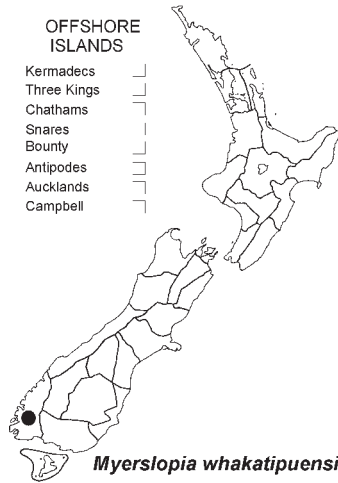 OFFSHORE
ISLANDS
Kermadecs
Three Kings
Chathams
Snares
Bounty
Antipodes
Aucklands
Campbell
Myerslopia whakatipuensi